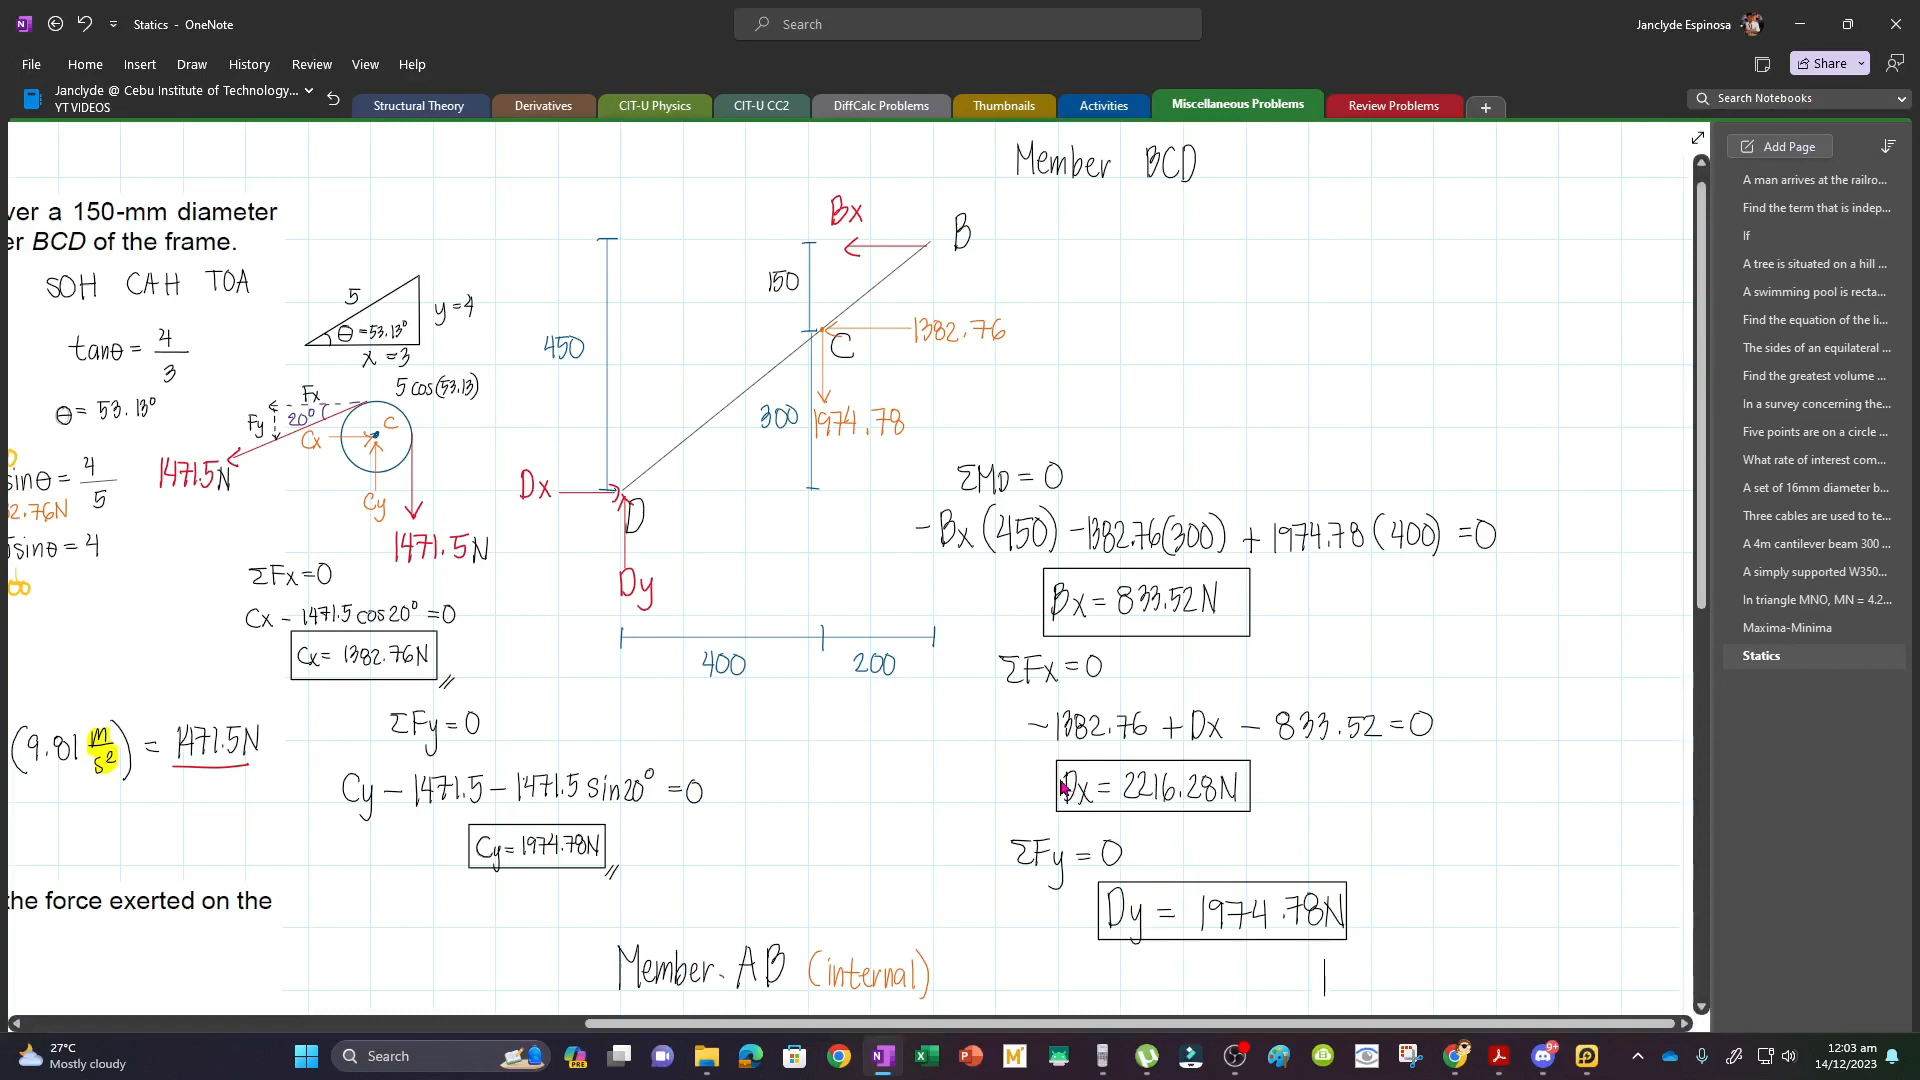 Statics - OneNote
Search
Janclyde Espinosa
File Home Insert Draw History Review View Help
Share
Janclyde @ Cebu Institute of Technology...
YT VIDEOS
Structural Theory Derivatives CIT-U Physics CIT-U CC2 DiffCalc Problems Thumbnails Activities Miscellaneous Problems Review Problems +
Search Notebooks
Add Page
A man arrives at the railro...
Find the term that is indep...
If
A tree is situated on a hill ...
A swimming pool is recta...
Find the equation of the li...
The sides of an equilateral ...
Find the greatest volume ...
In a survey concerning the...
Five points are on a circle ...
What rate of interest com...
A set of 16mm diameter b...
Three cables are used to te...
A 4m cantilever beam 300 ...
A simply supported W350...
In triangle MNO, MN = 4.2...
Maxima-Minima
Statics
ver a 150-mm diameter
er BCD of the frame.
SOH CAH TOA
tanθ = 4
3
θ = 53.13°
sinθ = 4
5
2.76N
sinθ = 4
5
y = 4
θ = 53.13°
x = 3
5 cos(53.13)
Fx
Fy
20°
C
Cx
Cy
1471.5N
1471.5N
ΣFx = 0
Cx - 1471.5 cos20° = 0
Cx = 1382.76N
ΣFy = 0
Cy - 1471.5 - 1471.5 sin20° = 0
Cy = 1974.78N
(9.81 m
s²) = 1471.5N
the force exerted on the
Member BCD
Bx
B
150
450
1382.76
C
300
1974.78
Dx
D
Dy
400 200
ΣMD = 0
- Bx (450) - 1382.76(300) + 1974.78 (400) = 0
Bx = 833.52N
ΣFx = 0
- 1382.76 + Dx - 833.52 = 0
Dx = 2216.28N
ΣFy = 0
Dy = 1974.78N
Member AB (internal)
27°C
Mostly cloudy
Search
PRE
9+
12:03 am
14/12/2023